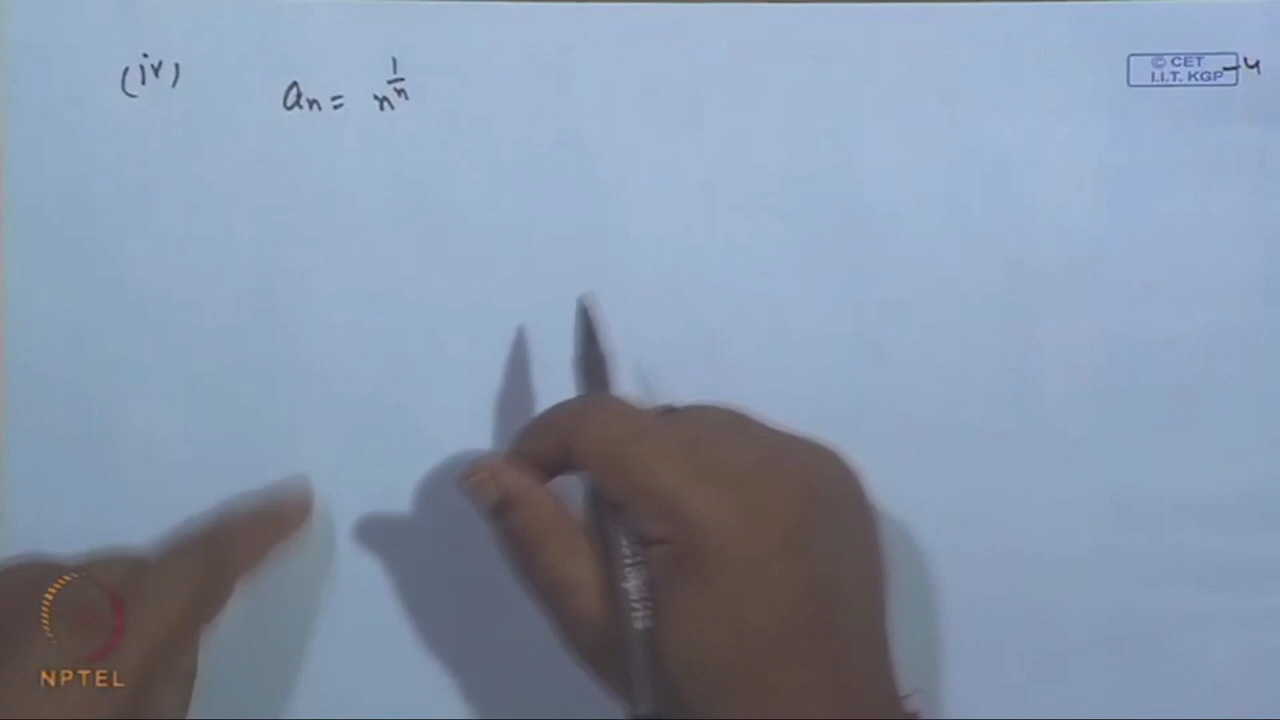 (iv) an = n^{1/n}
© CET
I.I.T. KGP -4
NPTEL